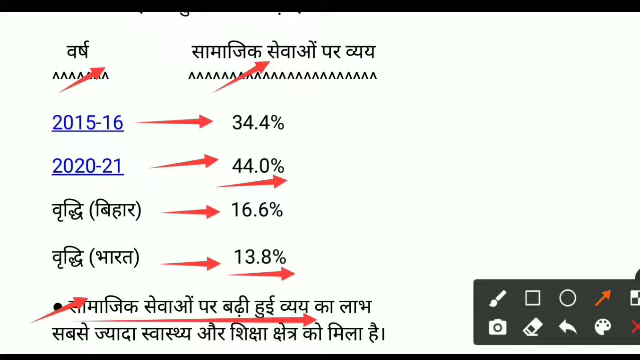 वर्ष सामाजिक सेवाओं पर व्यय
^^^^^^^ ^^^^^^^^^^^^^^^^^^^^^^^
2015-16 34.4%
2020-21 44.0%
वृद्धि (बिहार) 16.6%
वृद्धि (भारत) 13.8%
● सामाजिक सेवाओं पर बढ़ी हुई व्यय का लाभ
सबसे ज्यादा स्वास्थ्य और शिक्षा क्षेत्र को मिला है।